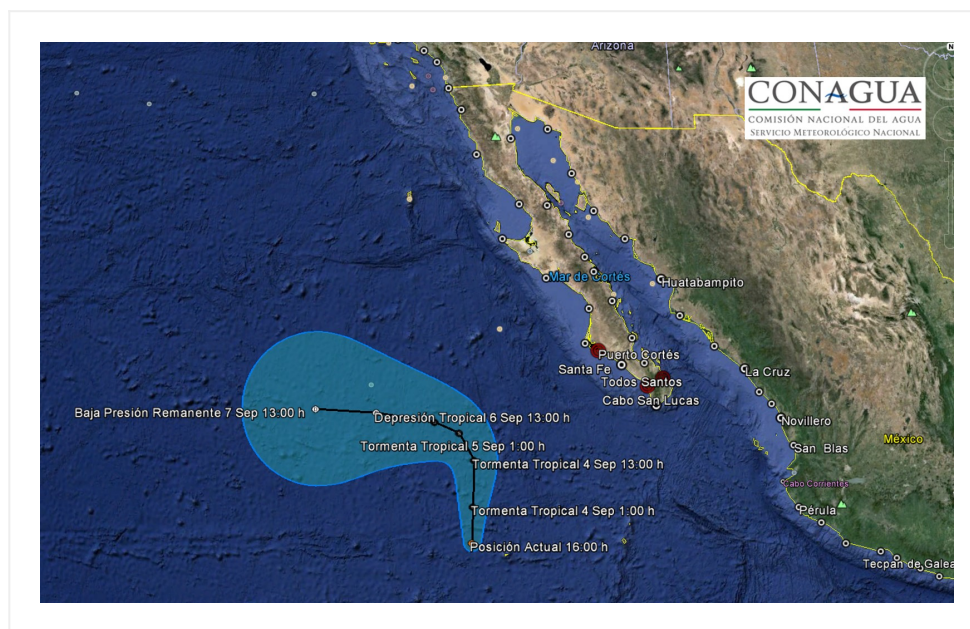 Arizona
N
CONAGUA
COMISIÓN NACIONAL DEL AGUA
SERVICIO METEOROLÓGICO NACIONAL
Mar de Cortés
Huatabampito
Puerto Cortés
Santa Fe
La Cruz
Todos Santos
Cabo San Lucas
Baja Presión Remanente 7 Sep 13:00 h
Depresión Tropical 6 Sep 13:00 h
Novillero
México
Tormenta Tropical 5 Sep 1:00 h
San Blas
Tormenta Tropical 4 Sep 13:00 h
Cabo Corrientes
Tormenta Tropical 4 Sep 1:00 h
Pérula
Posición Actual 16:00 h
Tecpan de Galea